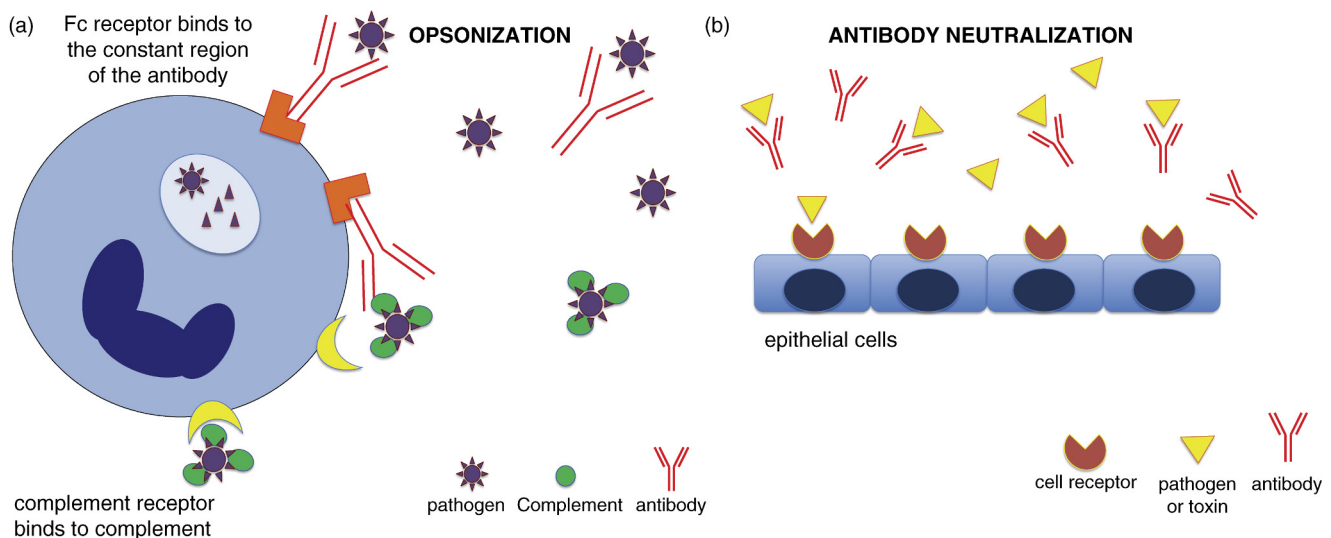 (a)
Fc receptor binds to
the constant region
of the antibody
OPSONIZATION
complement receptor
binds to complement
pathogen Complement antibody
(b)
ANTIBODY NEUTRALIZATION
epithelial cells
cell receptor
pathogen
or toxin
antibody